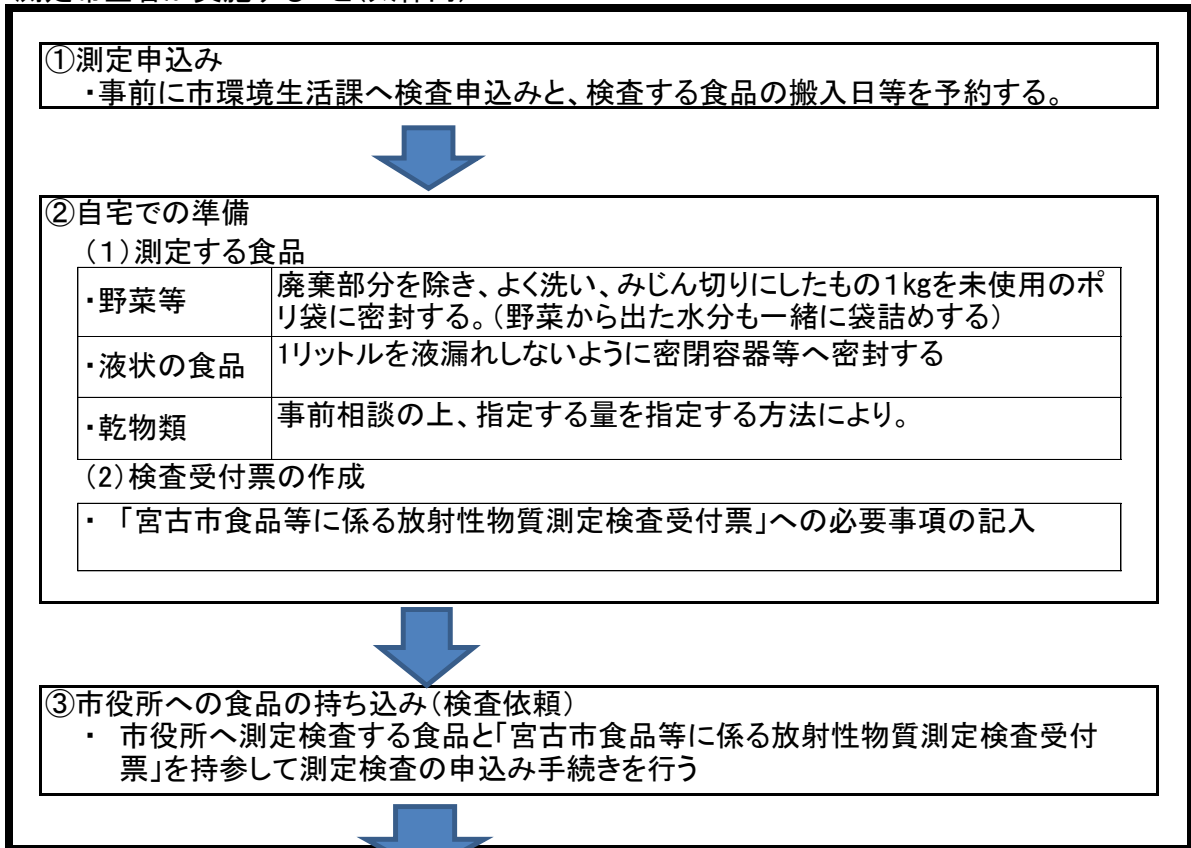 ①測定申込み
・事前に市環境生活課へ検査申込みと、検査する食品の搬入日等を予約する。
②自宅での準備
(1)測定する食品
・野菜等
廃棄部分を除き、よく洗い、みじん切りにしたもの1kgを未使用のポ
リ袋に密封する。(野菜から出た水分も一緒に袋詰めする)
・液状の食品
1リットルを液漏れしないように密閉容器等へ密封する
・乾物類
事前相談の上、指定する量を指定する方法により。
(2)検査受付票の作成
・ 「宮古市食品等に係る放射性物質測定検査受付票」への必要事項の記入
③市役所への食品の持ち込み(検査依頼)
・ 市役所へ測定検査する食品と「宮古市食品等に係る放射性物質測定検査受付
票」を持参して測定検査の申込み手続きを行う